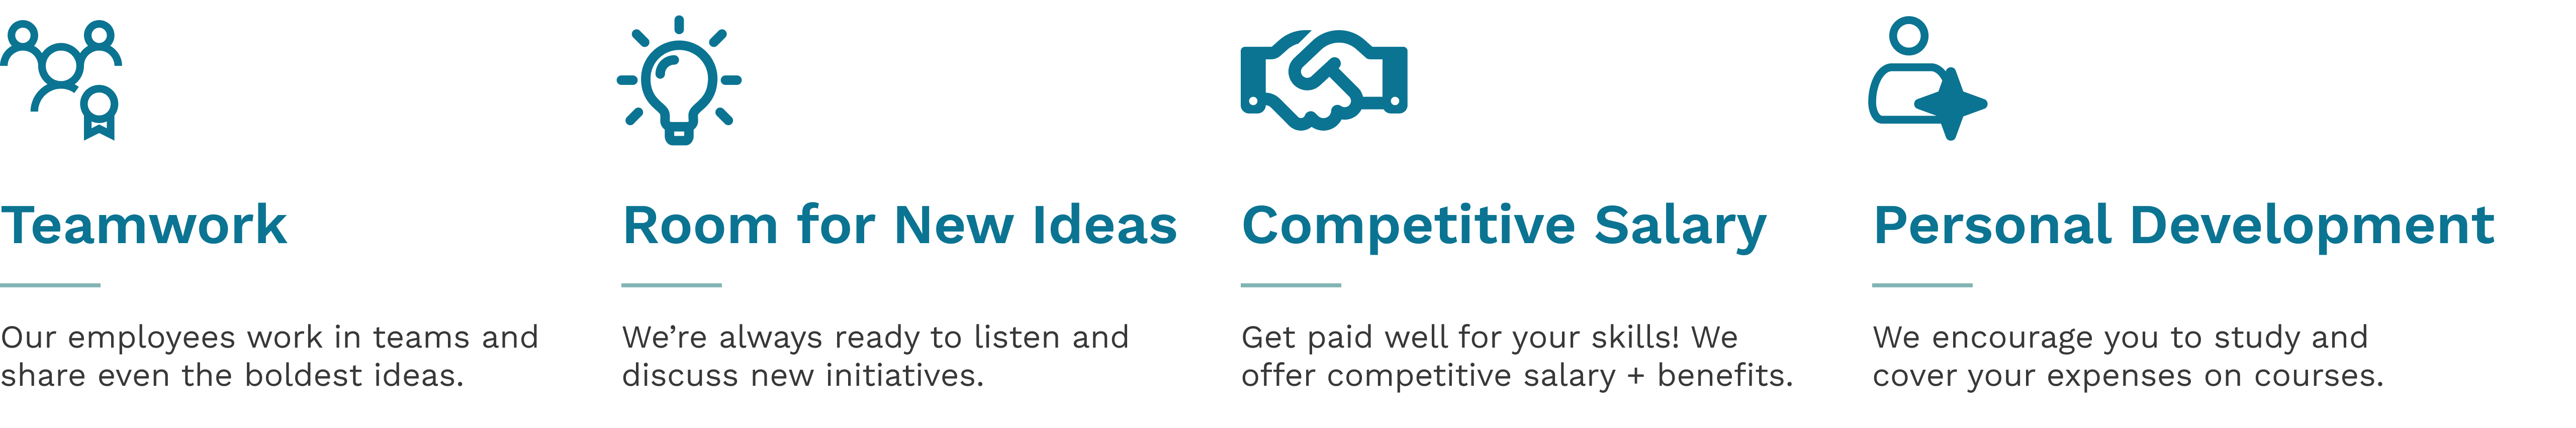 Teamwork
Our employees work in teams and
share even the boldest ideas.
Room for New Ideas
We’re always ready to listen and
discuss new initiatives.
Competitive Salary
Get paid well for your skills! We
offer competitive salary + benefits.
Personal Development
We encourage you to study and
cover your expenses on courses.